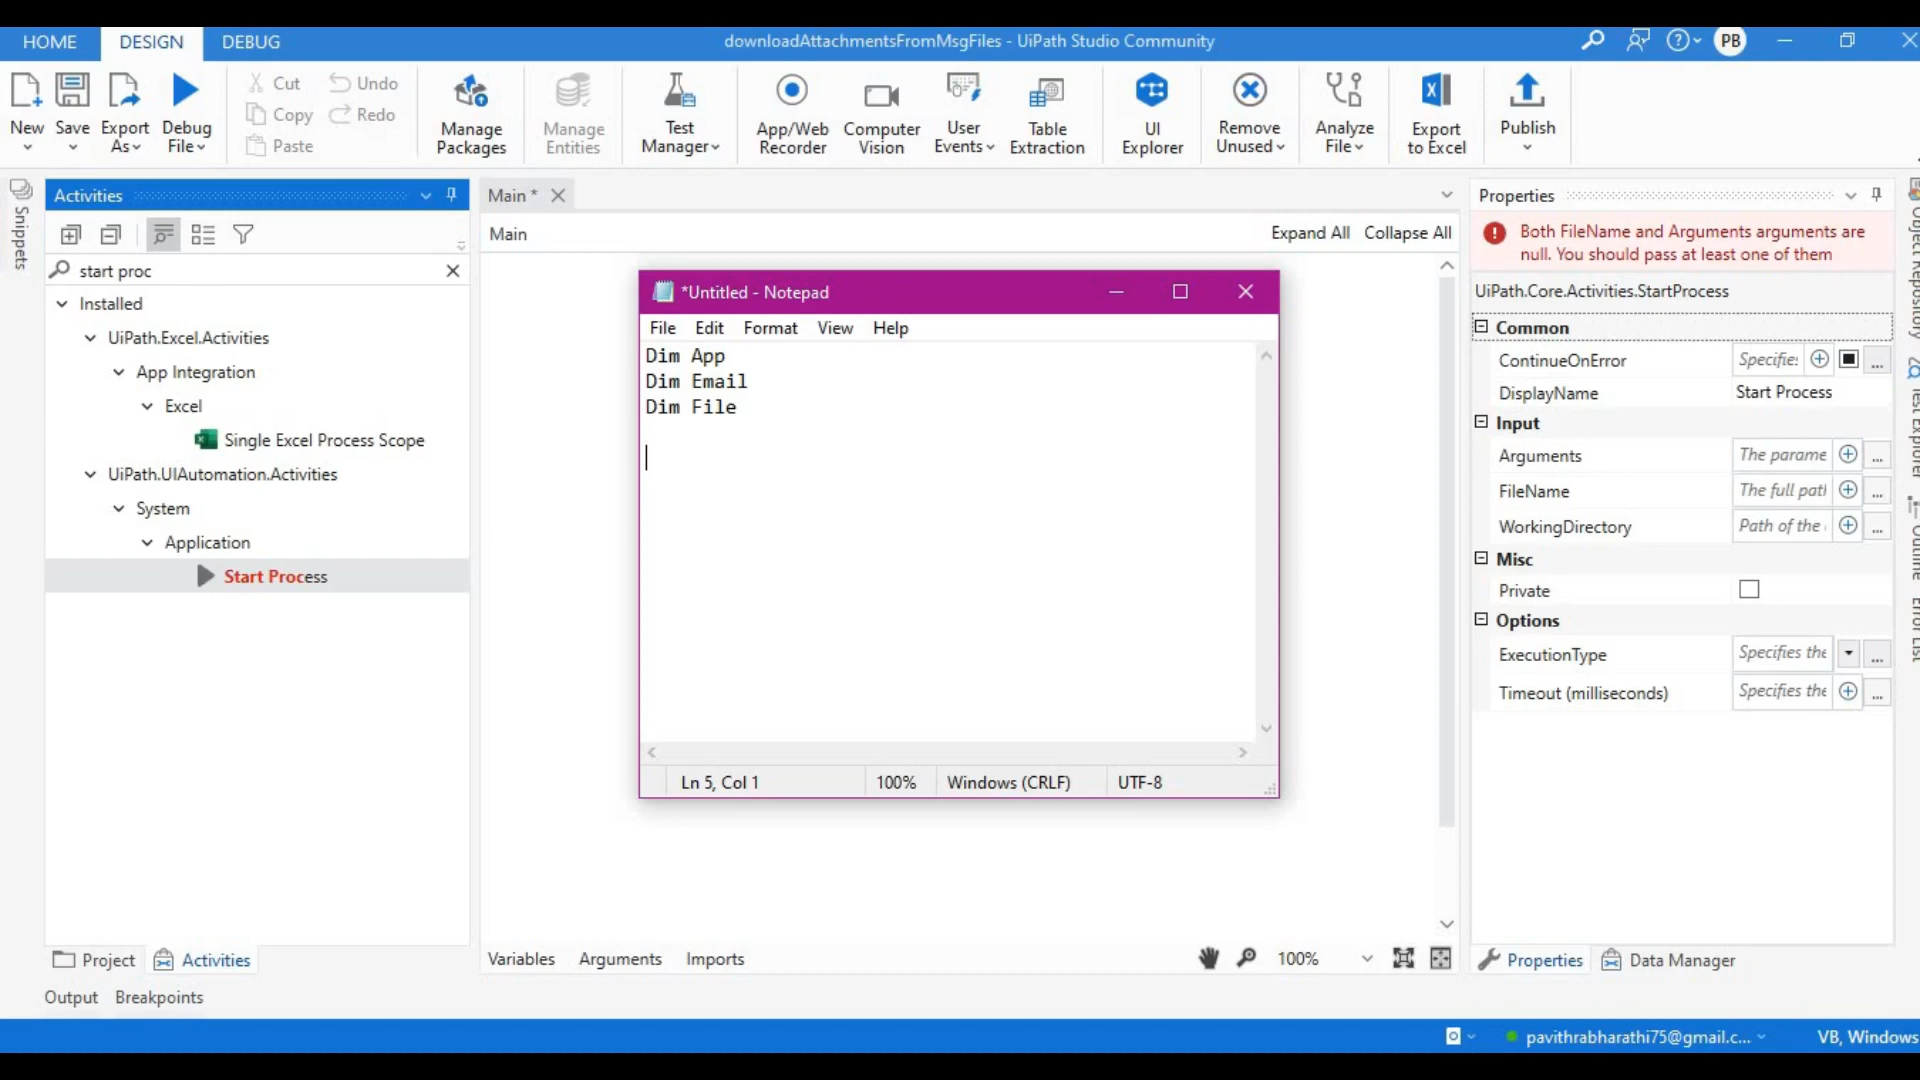 HOME DESIGN DEBUG
downloadAttachmentsFromMsgFiles - UiPath Studio Community
PB
New
Save
Export
As
Debug
File
Cut
Copy
Paste
Undo
Redo
Manage
Packages
Manage
Entities
Test
Manager
App/Web
Recorder
Computer
Vision
User
Events
Table
Extraction
UI
Explorer
Remove
Unused
Analyze
File
Export
to Excel
Publish
Snippets
Activities
start proc
Installed
UiPath.Excel.Activities
App Integration
Excel
Single Excel Process Scope
UiPath.UIAutomation.Activities
System
Application
Start Process
Main *
Main
Expand All Collapse All
*Untitled - Notepad
File Edit Format View Help
Dim App
Dim Email
Dim File
Ln 5, Col 1 100% Windows (CRLF) UTF-8
Properties
Both FileName and Arguments arguments are
null. You should pass at least one of them
UiPath.Core.Activities.StartProcess
Common
ContinueOnError Specifie:
DisplayName Start Process
Input
Arguments The parame
FileName The full pat
WorkingDirectory Path of the
Misc
Private
Options
ExecutionType Specifies the
Timeout (milliseconds) Specifies the
Object Repository
Test Explorer
Outline
Error List
Variables Arguments Imports
100%
Project Activities
Properties Data Manager
Output Breakpoints
pavithrabharathi75@gmail.c...
VB, Windows